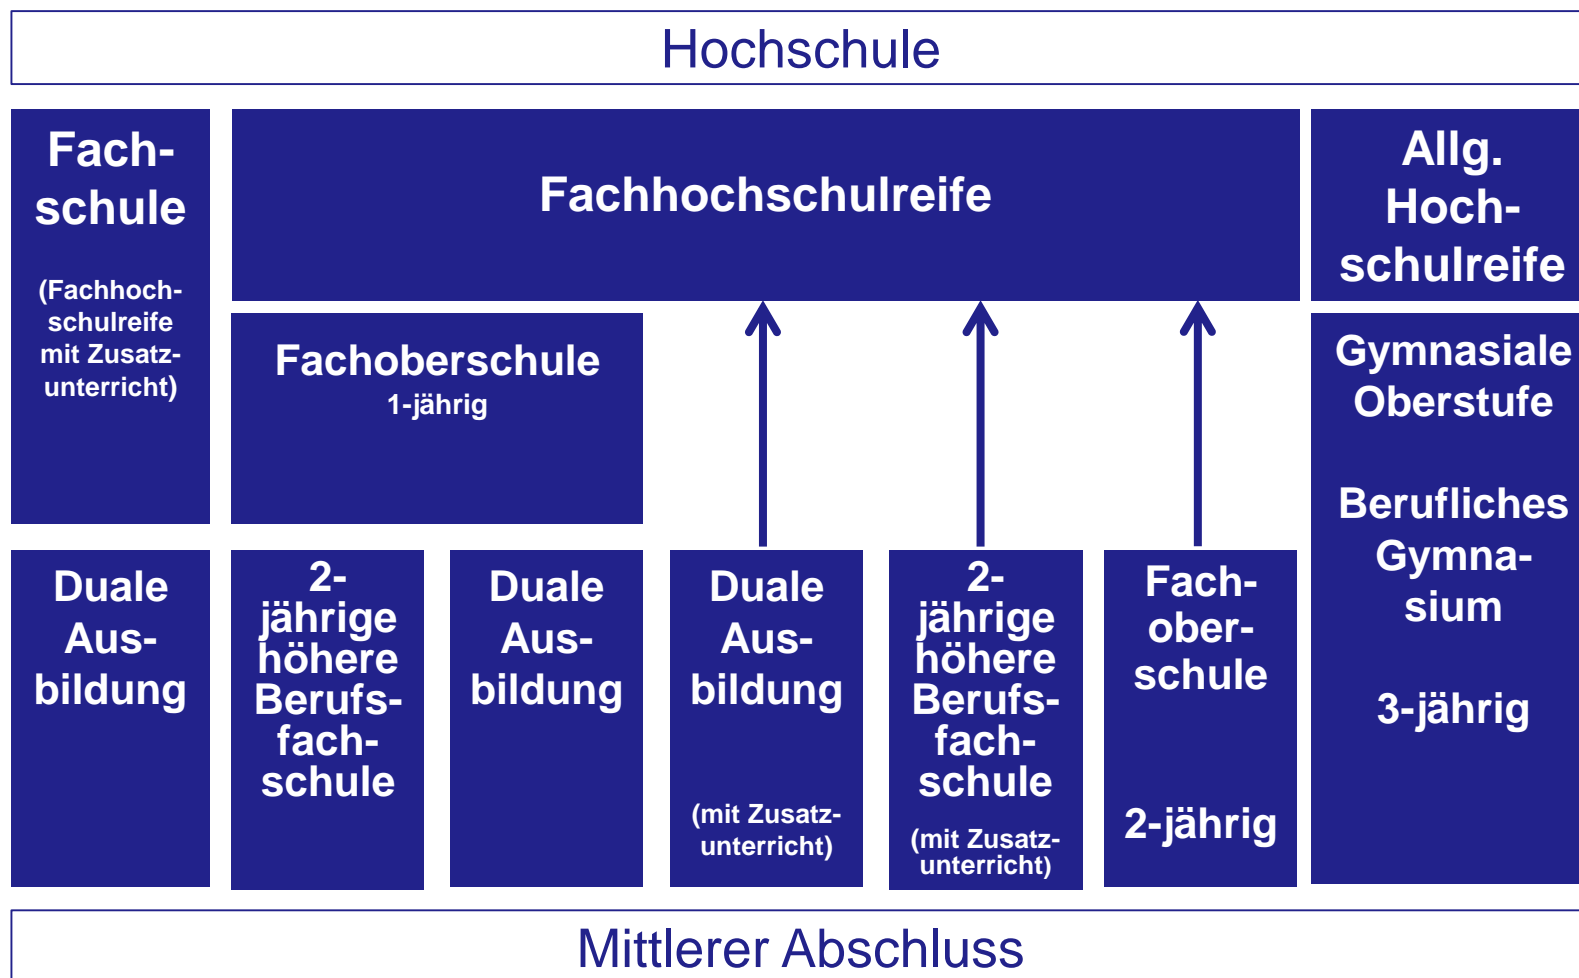 Hochschule
Fach-
schule
(Fachhoch-
schulreife
mit Zusatz-
unterricht)
Fachhochschulreife
Allg.
Hoch-
schulreife
Fachoberschule
1-jährig
Gymnasiale
Oberstufe
Berufliches
Gymna-
sium
3-jährig
Duale
Aus-
bildung
2-
jährige
höhere
Berufs-
fach-
schule
Duale
Aus-
bildung
Duale
Aus-
bildung
(mit Zusatz-
unterricht)
2-
jährige
höhere
Berufs-
fach-
schule
(mit Zusatz-
unterricht)
Fach-
ober-
schule
2-jährig
Mittlerer Abschluss